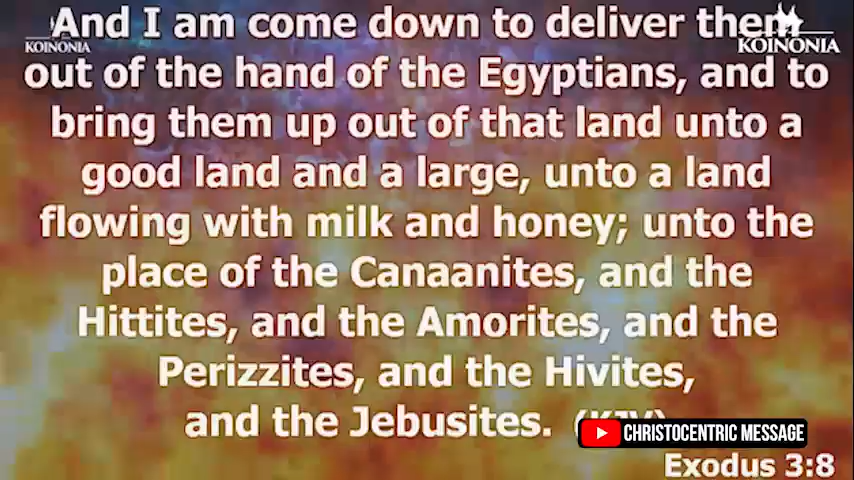 And I am come down to deliver them
KOINONIA
KOINONIA
out of the hand of the Egyptians, and to
bring them up out of that land unto a
good land and a large, unto a land
flowing with milk and honey; unto the
place of the Canaanites, and the
Hittites, and the Amorites, and the
Perizzites, and the Hivites,
and the Jebusites. (KJV)
CHRISTOCENTRIC MESSAGE
Exodus 3:8